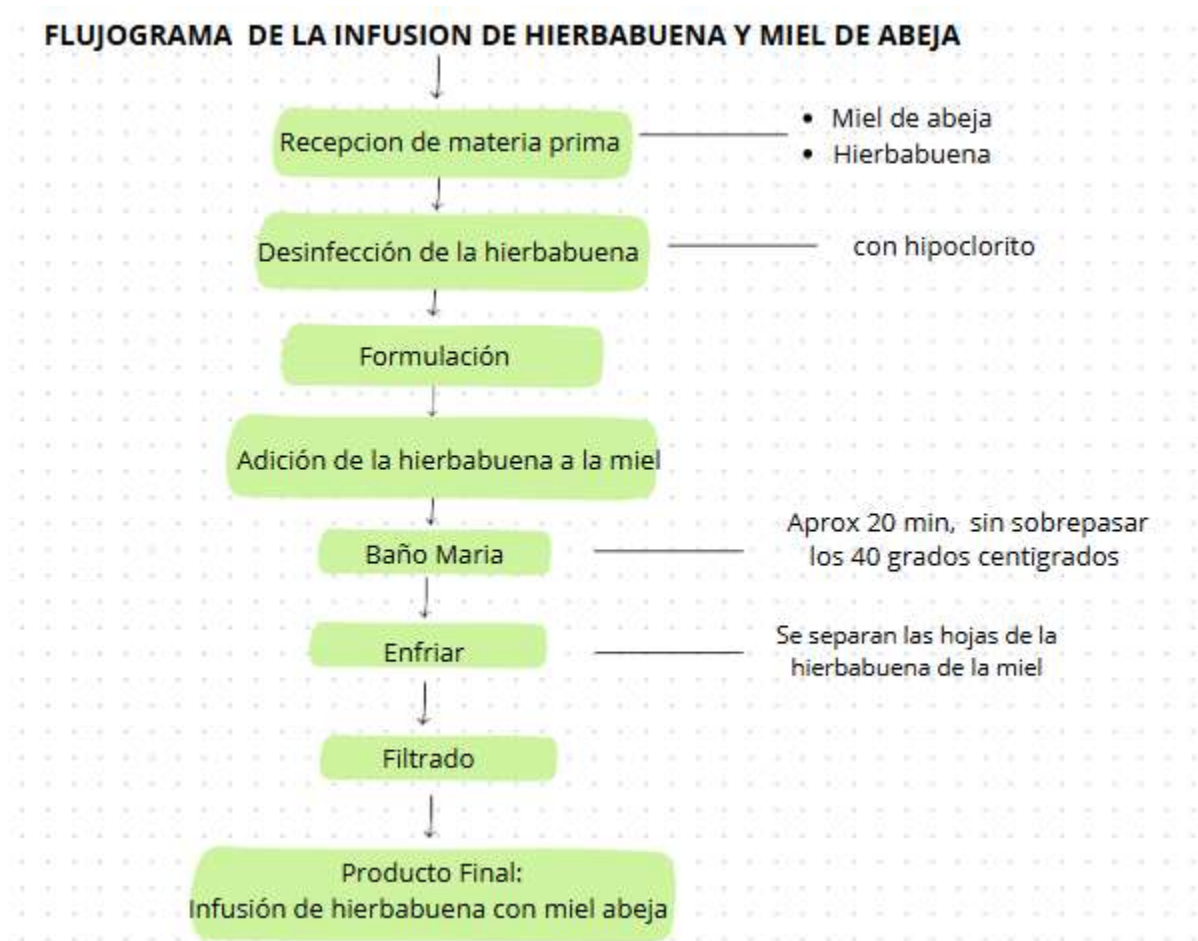 FLUJOGRAMA DE LA INFUSION DE HIERBABUENA Y MIEL DE ABEJA
Recepcion de materia prima
• Miel de abeja
• Hierbabuena
Desinfección de la hierbabuena
con hipoclorito
Formulación
Adición de la hierbabuena a la miel
Baño Maria
Aprox 20 min, sin sobrepasar
los 40 grados centigrados
Enfriar
Se separan las hojas de la
hierbabuena de la miel
Filtrado
Producto Final:
Infusión de hierbabuena con miel abeja